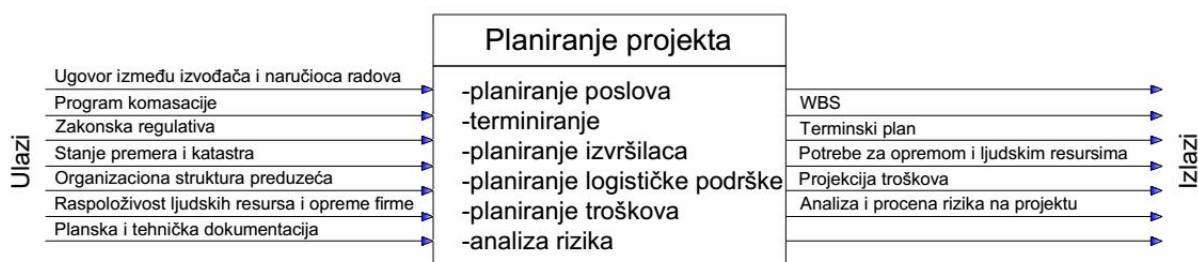 Planiranje projekta
Ulazi
Ugovor između izvođača i naručioca radova
Program komasacije
Zakonska regulativa
Stanje premera i katastra
Organizaciona struktura preduzeća
Raspoloživost ljudskih resursa i opreme firme
Planska i tehnička dokumentacija
-planiranje poslova
-terminiranje
-planiranje izvršilaca
-planiranje logističke podrške
-planiranje troškova
-analiza rizika
WBS
Terminski plan
Potrebe za opremom i ljudskim resursima
Projekcija troškova
Analiza i procena rizika na projektu
Izlazi